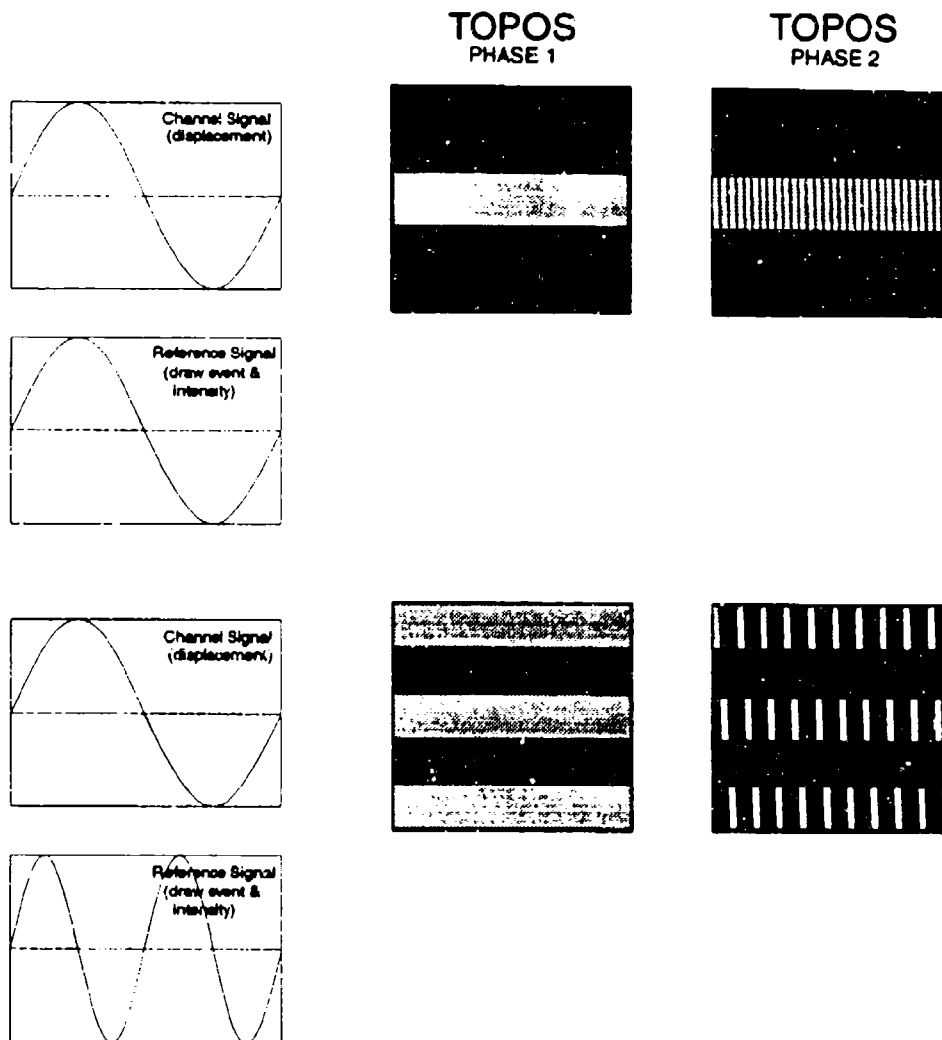 TOPOS
PHASE 1
TOPOS
PHASE 2
Channel Signal
(displacement)
Reference Signal
(draw event &
intensity)
Channel Signal
(displacement)
Reference Signal
(draw event &
intensity)